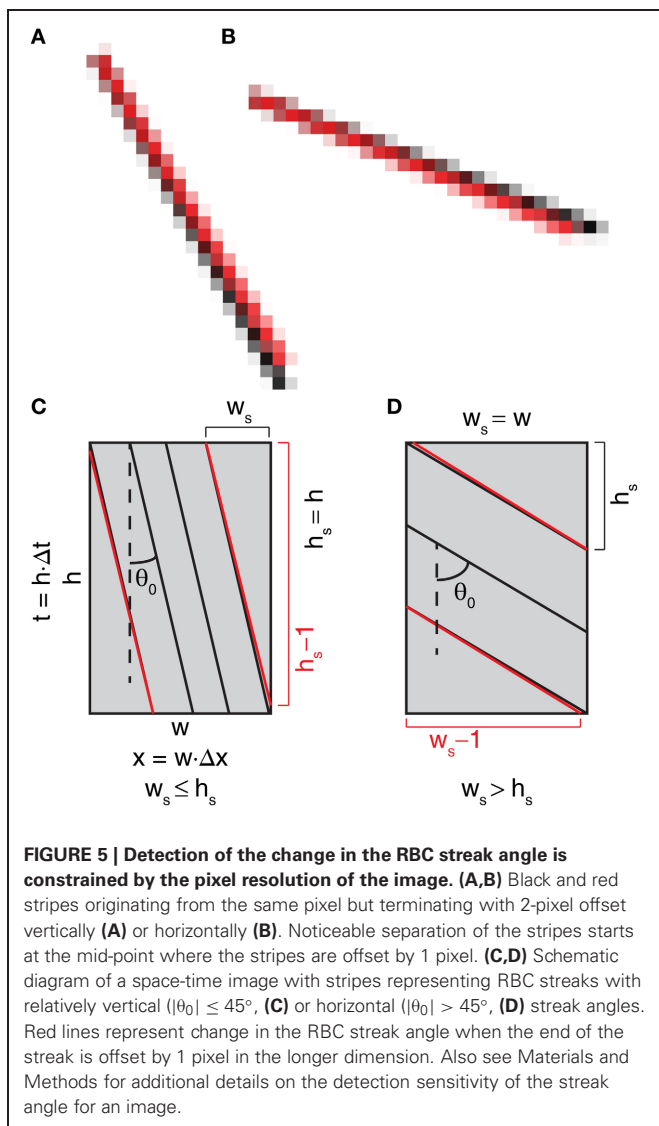 A
B
C
D
w_s
w_s = w
t = h·Δt
h
θ_0
h_s = h
h_s−1
h_s
θ_0
w
x = w·Δx
w_s ≤ h_s
w_s−1
w_s > h_s
FIGURE 5 | Detection of the change in the RBC streak angle is
constrained by the pixel resolution of the image. (A,B) Black and red
stripes originating from the same pixel but terminating with 2-pixel offset
vertically (A) or horizontally (B). Noticeable separation of the stripes starts
at the mid-point where the stripes are offset by 1 pixel. (C,D) Schematic
diagram of a space-time image with stripes representing RBC streaks with
relatively vertical (|θ0| ≤ 45°, (C) or horizontal (|θ0| > 45°, (D) streak angles.
Red lines represent change in the RBC streak angle when the end of the
streak is offset by 1 pixel in the longer dimension. Also see Materials and
Methods for additional details on the detection sensitivity of the streak
angle for an image.